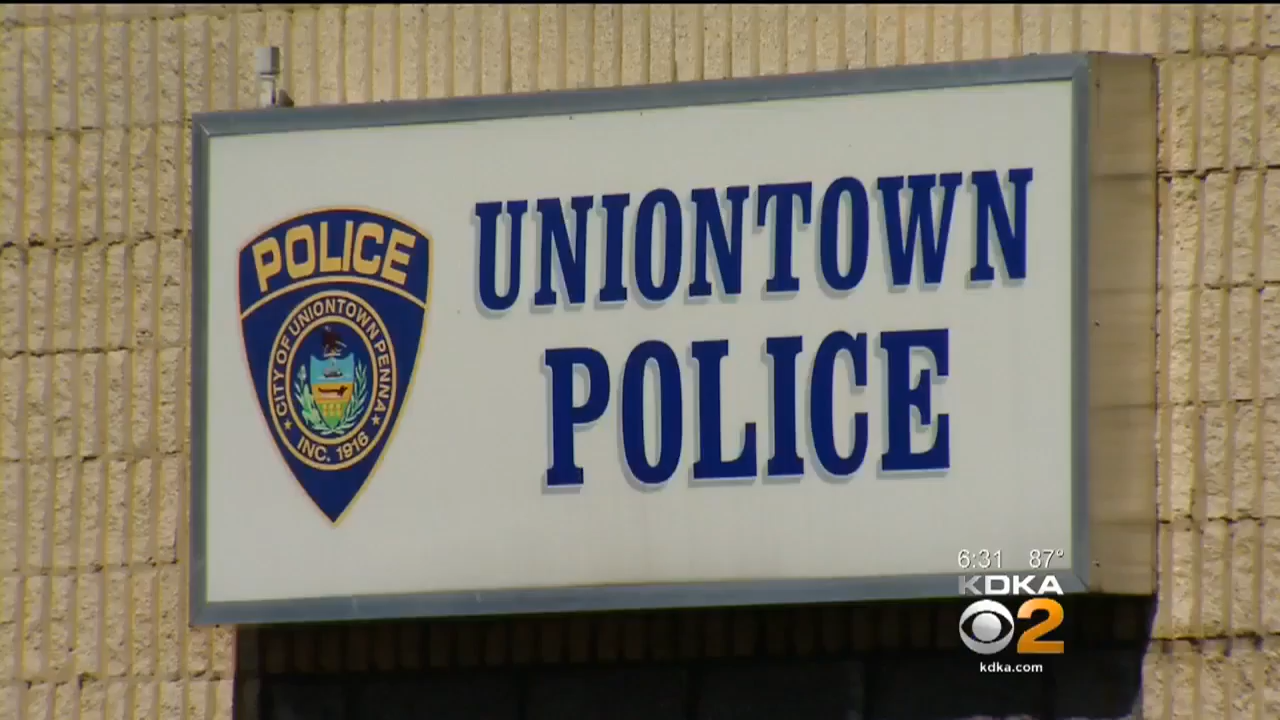 UNIONTOWN
POLICE
POLICE
CITY OF UNIONTOWN PENNA
INC. 1916
6:31 87°
KDKA
2
kdka.com